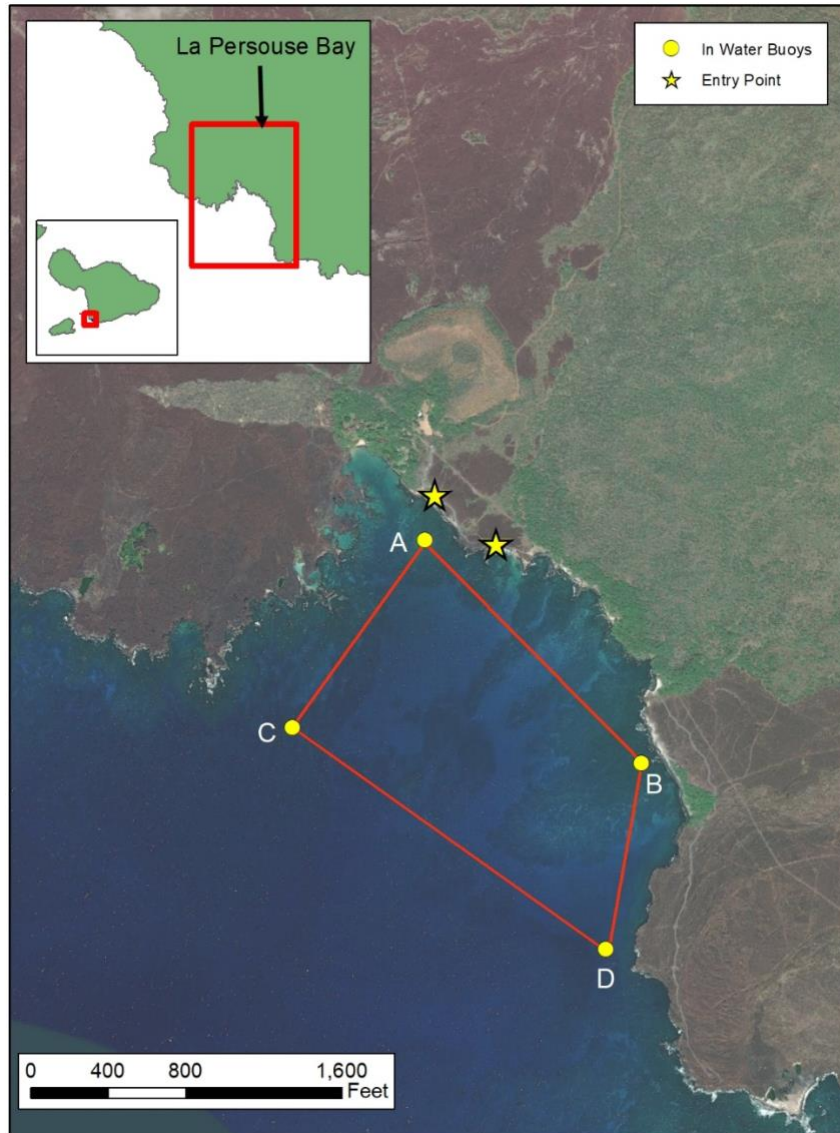 La Persouse Bay
In Water Buoys
Entry Point
A
B
C
D
0 400 800 1,600
Feet